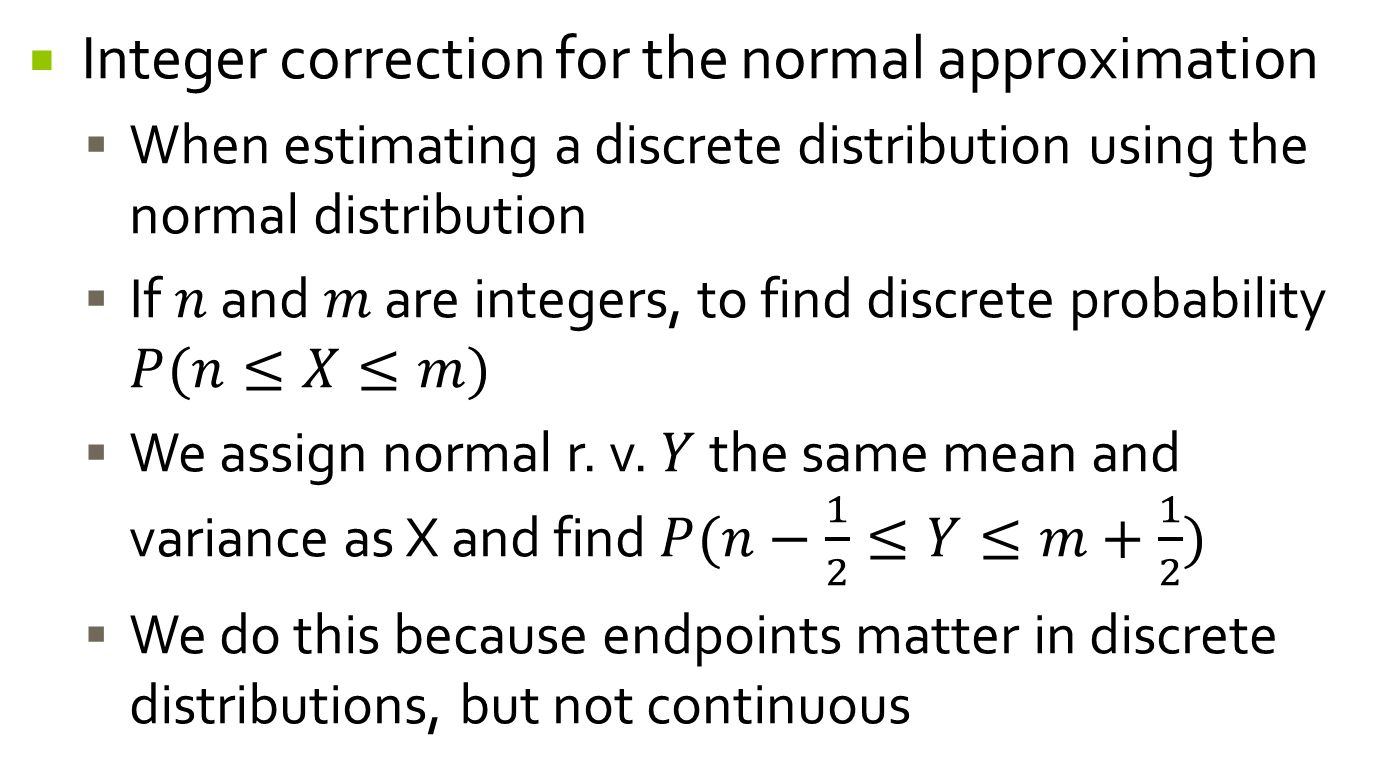 Integer correction for the normal approximation
When estimating a discrete distribution using the
normal distribution
If n and m are integers, to find discrete probability
P(n ≤ X ≤ m)
We assign normal r. v. Y the same mean and
variance as X and find P(n − 1/2 ≤ Y ≤ m + 1/2)
We do this because endpoints matter in discrete
distributions, but not continuous